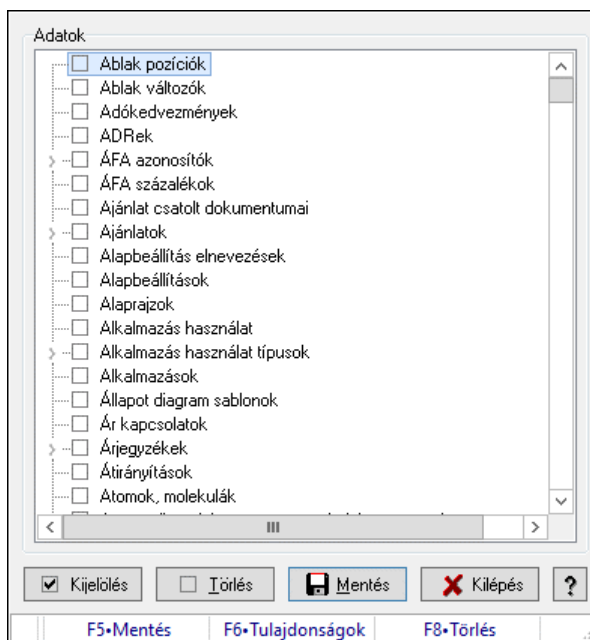 Adatok
Ablak pozíciók
Ablak változók
Adókedvezmények
ADRek
ÁFA azonosítók
ÁFA százalékok
Ajánlat csatolt dokumentumai
Ajánlatok
Alapbeállítás elnevezések
Alapbeállítások
Alaprajzok
Alkalmazás használat
Alkalmazás használat típusok
Alkalmazások
Állapot diagram sablonok
Ár kapcsolatok
Árjegyzékek
Átirányítások
Atomok, molekulák
Kijelölés Törlés Mentés Kilépés ?
F5•Mentés F6•Tulajdonságok F8•Törlés